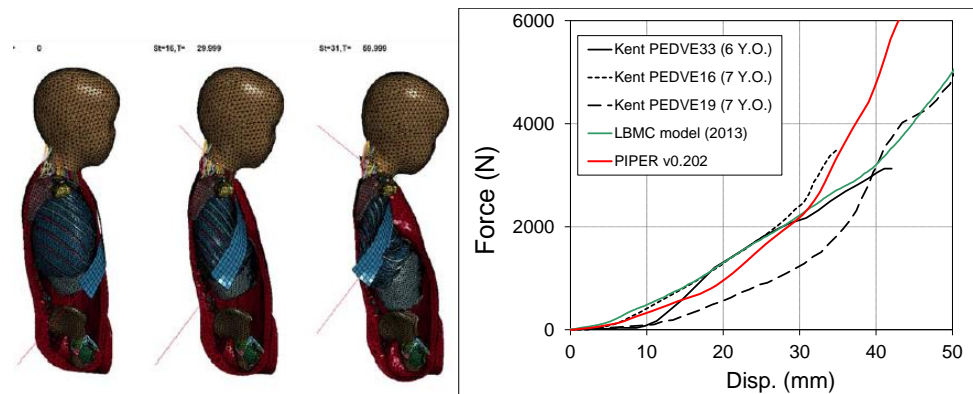 0
St=16,T= 29.999
St=31,T= 59.999
6000
4000
2000
0
Force (N)
Kent PEDVE33 (6 Y.O.)
Kent PEDVE16 (7 Y.O.)
Kent PEDVE19 (7 Y.O.)
LBMC model (2013)
PIPER v0.202
0 10 20 30 40 50
Disp. (mm)